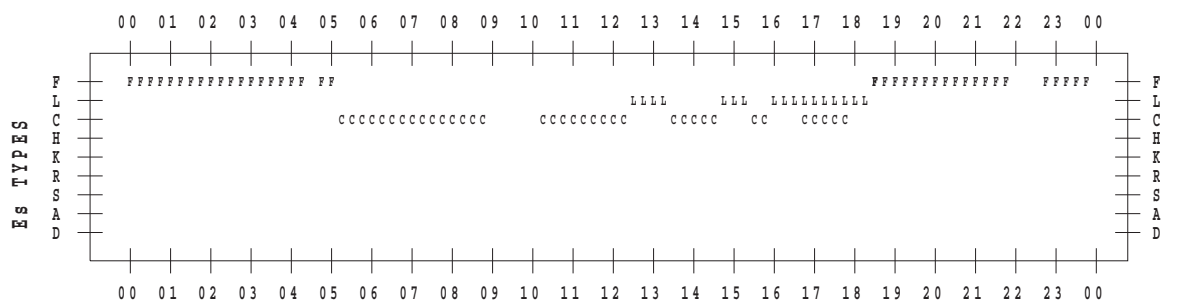 00 01 02 03 04 05 06 07 08 09 10 11 12 13 14 15 16 17 18 19 20 21 22 23 00
F FFFFFFFFFFFFFFFFFF FF FFFFFFFFFFFFFF FFFFF F
L LLLL LLL LLLLLLLLLL L
C CCCCCCCCCCCCCCC CCCCCCCCC CCCCC CC CCCCC C
H H
K K
R R
S S
A A
D D
Es TYPES
00 01 02 03 04 05 06 07 08 09 10 11 12 13 14 15 16 17 18 19 20 21 22 23 00